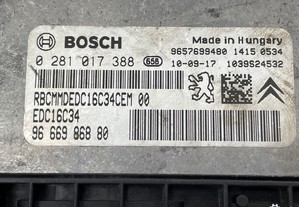 BOSCH
Made in Hungary
9657699480 1415 0534
0 281 017 388 658 10-09-17 1039S24532
RBCMMDEDC16C34CEM 00
EDC16C34
96 669 868 80